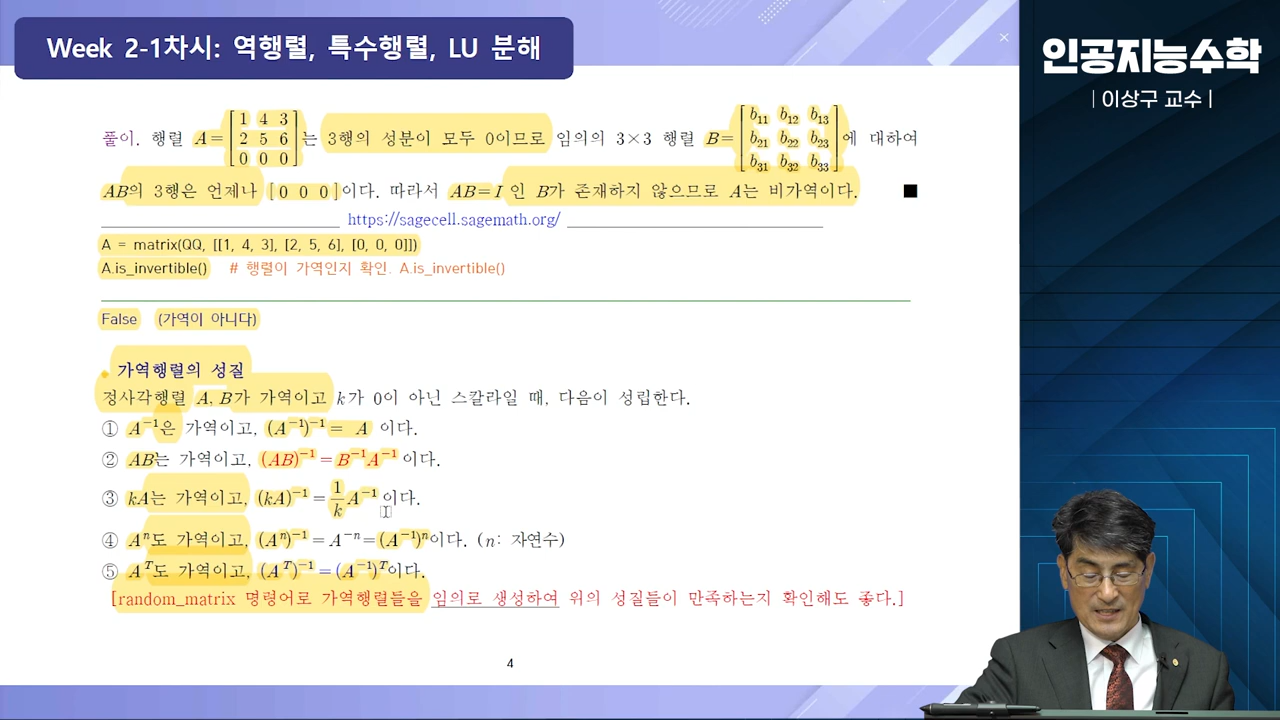 Week 2-1차시: 역행렬, 특수행렬, LU 분해
인공지능수학
| 이상구 교수 |
풀이. 행렬 A = [1 4 3; 2 5 6; 0 0 0] 는 3행의 성분이 모두 0이므로 임의의 3×3 행렬 B = [b₁₁ b₁₂ b₁₃; b₂₁ b₂₂ b₂₃; b₃₁ b₃₂ b₃₃] 에 대하여
AB의 3행은 언제나 [0 0 0]이다. 따라서 AB = I 인 B가 존재하지 않으므로 A는 비가역이다. ■
https://sagecell.sagemath.org/
A = matrix(QQ, [[1, 4, 3], [2, 5, 6], [0, 0, 0]])
A.is_invertible() # 행렬이 가역인지 확인. A.is_invertible()
False (가역이 아니다)
가역행렬의 성질
정사각행렬 A, B가 가역이고 k가 0이 아닌 스칼라일 때, 다음이 성립한다.
① A⁻¹은 가역이고, (A⁻¹)⁻¹ = A 이다.
② AB는 가역이고, (AB)⁻¹ = B⁻¹A⁻¹ 이다.
③ kA는 가역이고, (kA)⁻¹ = 1/k A⁻¹ 이다.
④ Aⁿ도 가역이고, (Aⁿ)⁻¹ = A⁻ⁿ = (A⁻¹)ⁿ이다. (n: 자연수)
⑤ Aᵀ도 가역이고, (Aᵀ)⁻¹ = (A⁻¹)ᵀ이다.
[random_matrix 명령어로 가역행렬들을 임의로 생성하여 위의 성질들이 만족하는지 확인해도 좋다.]
4